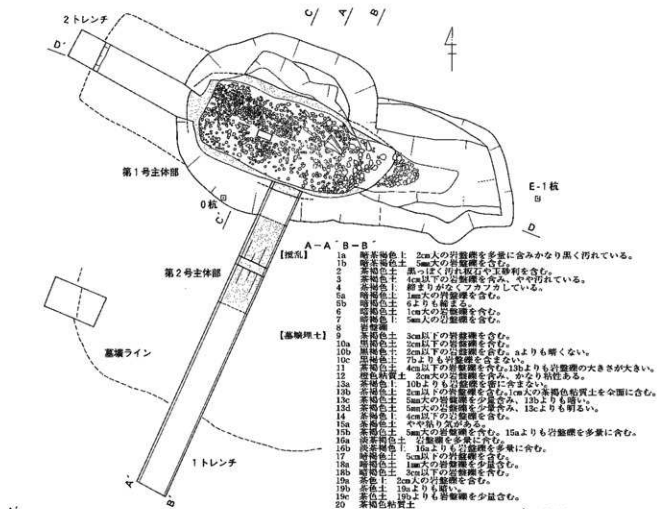 2トレンチ
C A B
D'
第1号主体部
0杭
C'
E-1杭
D
第2号主体部
墓壙ライン
1トレンチ
A' B'
A-A' B-B'
【攪乱】
1a 暗茶褐色土 2cm大の岩盤礫を多量に含みかなり黒く汚れている。
1b 暗茶褐色土 5mm大の岩盤礫を含む。
2 茶褐色土 黒っぽく汚れ板石や玉砂利を含む。
3 茶褐色土 4cm以下の岩盤礫を含み、やや汚れている。
4 茶褐色土 締まりがなくフカフカしている。
5a 暗褐色土 1mm大の岩盤礫を含む。
5b 暗褐色土 6よりも締まる。
6 暗褐色土 1cm大の岩盤礫を含む。
7 暗褐色土 5mm大の岩盤礫を含む。
8 岩盤礫
【墓壙埋土】
9 茶褐色土 3cm以下の岩盤礫を含む。
10a 黒褐色土 2cm以下の岩盤礫を含む。
10b 黒褐色土 2cm以下の岩盤礫を含む。aよりも暗くない。
10c 黒褐色土 7bよりも岩盤礫を含まない。
11 茶褐色土 4cm以下の岩盤礫を含む。13bよりも岩盤礫の大きさが大きい。
12 橙色粘質土 2cm大の岩盤礫を含み、かなり粘性ある。
13a 茶褐色土 10bよりも岩盤礫を密に含まない。
13b 茶褐色土 2cm以下の岩盤礫を含む。1cm大の茶褐色粘質土を全面に含む。
13c 茶褐色土 5mm大の岩盤礫を少量含み、13bよりも暗い。
13d 茶褐色土 5mm大の岩盤礫を少量含み、13cよりも明るい。
14 茶褐色土 4cm以下の岩盤礫を含む。
15a 茶褐色土 やや粘り気がある。
15b 茶褐色土 5mm大の岩盤礫を含む。15aよりも岩盤礫を多量に含む。
16a 淡茶褐色土 岩盤礫を多量に含む。
16b 淡茶褐色土 16aよりも岩盤礫を多量に含む。
17 暗褐色土 5cm以下の岩盤礫を含む。
18a 暗褐色土 1mm大の岩盤礫を少量含む。
18b 暗褐色土 3cm以下の岩盤礫を含む。
19a 茶色土 2cm大の岩盤礫を含む。
19b 茶色土 19aよりも暗い。
19c 茶色土 19bよりも岩盤礫を少量含む。
20 茶褐色粘質土